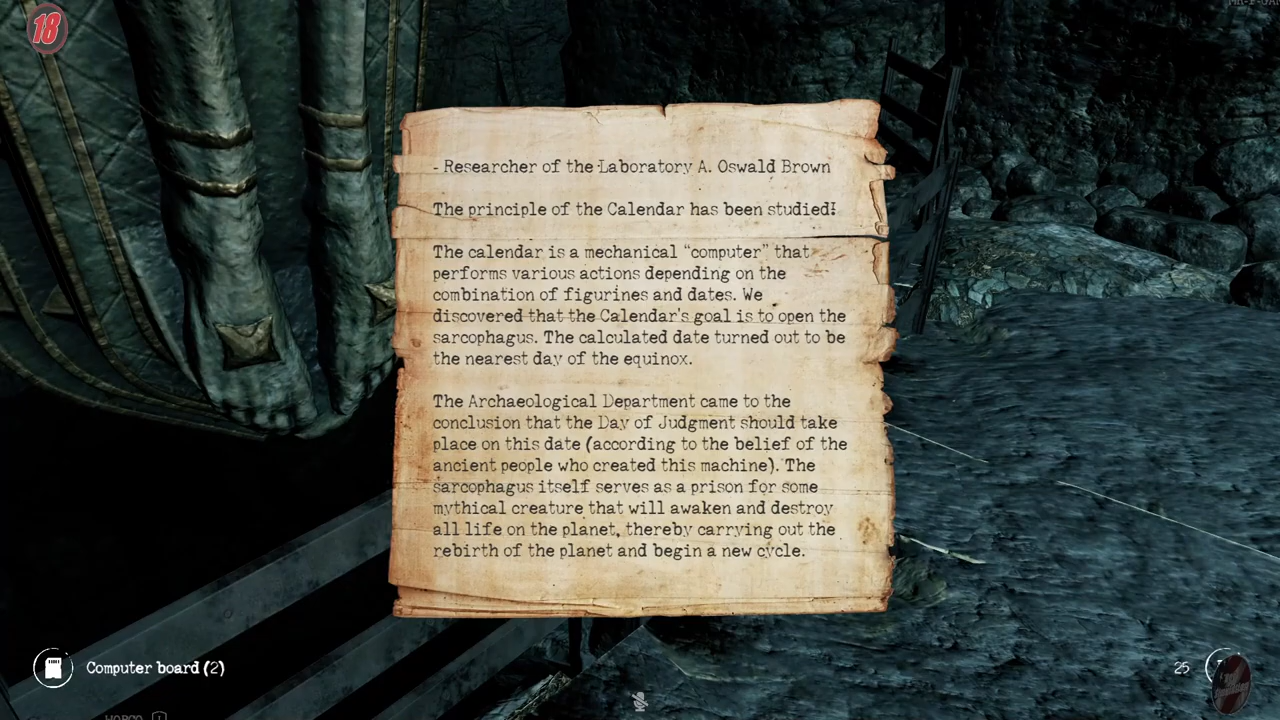 18
- Researcher of the Laboratory A. Oswald Brown
The principle of the Calendar has been studied!
The calendar is a mechanical “computer” that
performs various actions depending on the
combination of figurines and dates. We
discovered that the Calendar's goal is to open the
sarcophagus. The calculated date turned out to be
the nearest day of the equinox.
The Archaeological Department came to the
conclusion that the Day of Judgment should take
place on this date (according to the belief of the
ancient people who created this machine). The
sarcophagus itself serves as a prison for some
mythical creature that will awaken and destroy
all life on the planet, thereby carrying out the
rebirth of the planet and begin a new cycle.
Computer board (2)
25